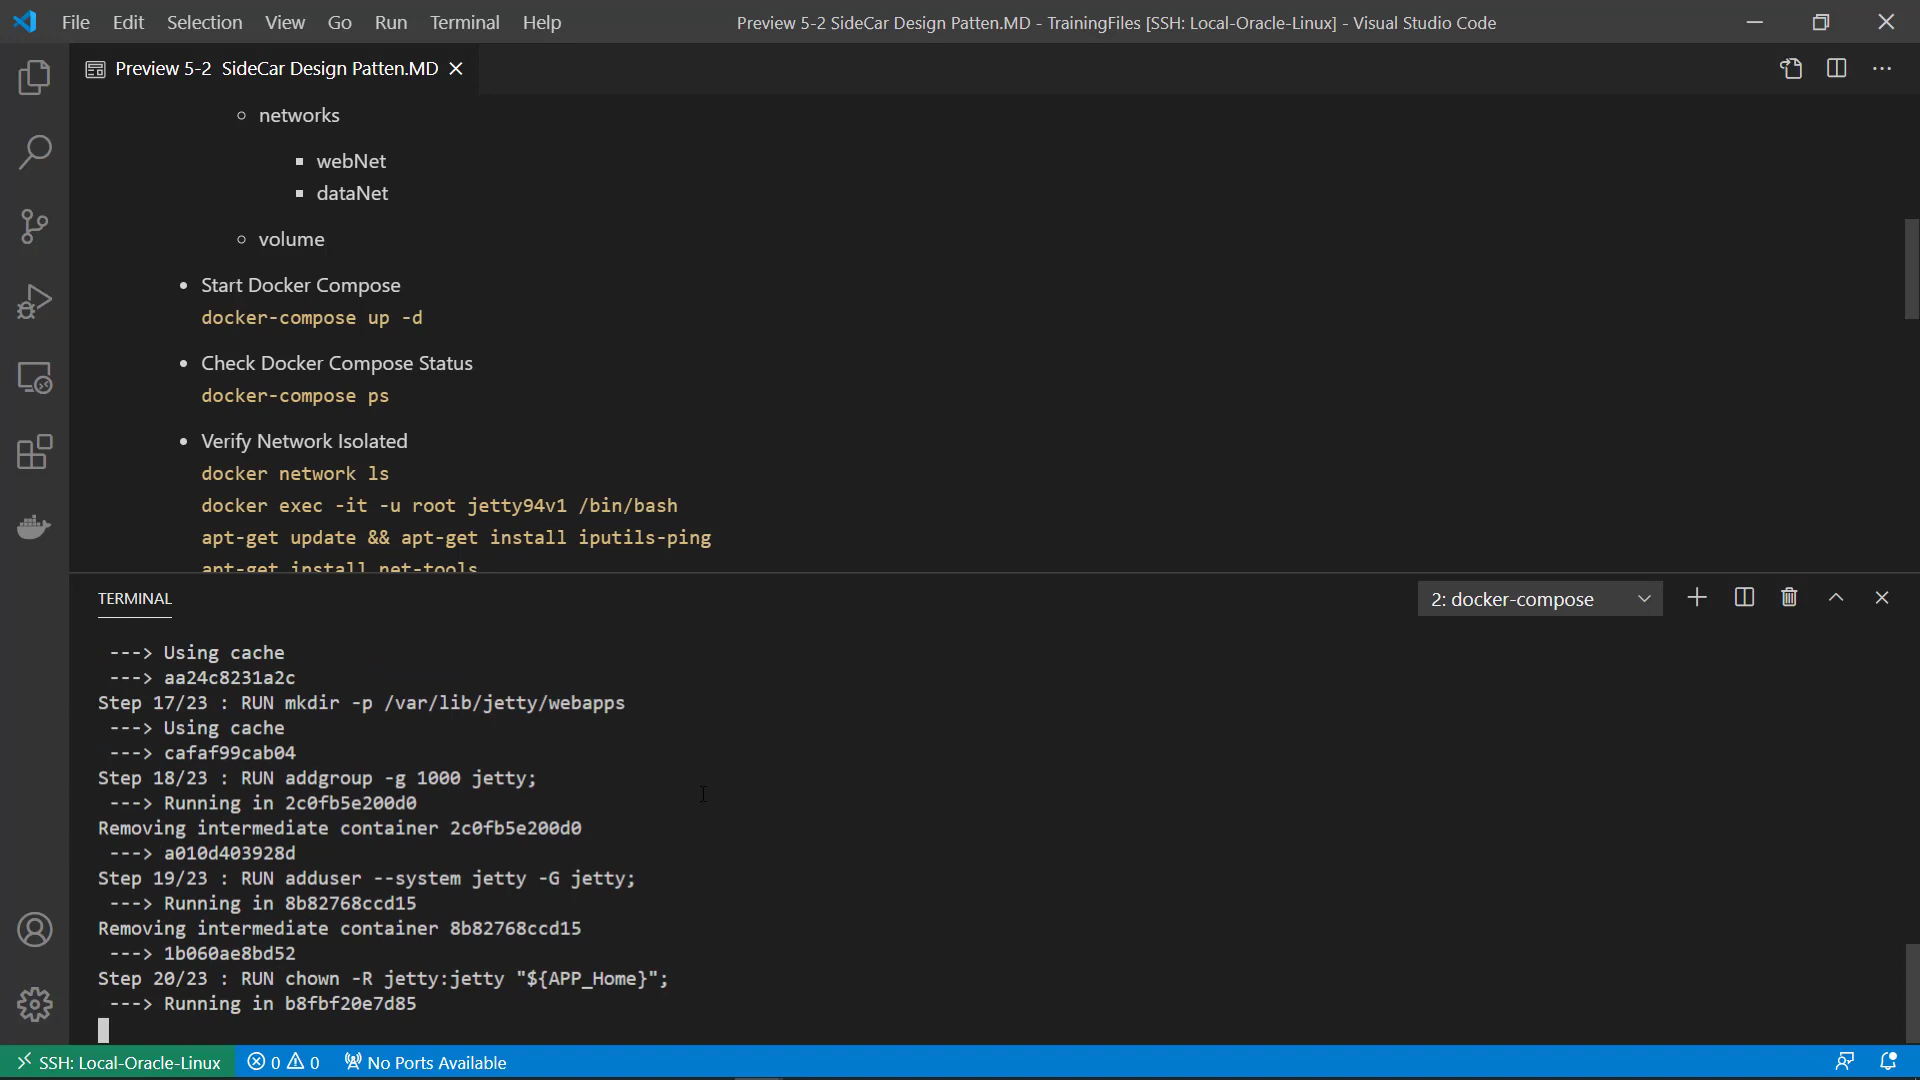 File Edit Selection View Go Run Terminal Help
Preview 5-2 SideCar Design Patten.MD - TrainingFiles [SSH: Local-Oracle-Linux] - Visual Studio Code
Preview 5-2 SideCar Design Patten.MD
networks
webNet
dataNet
volume
Start Docker Compose
docker-compose up -d
Check Docker Compose Status
docker-compose ps
Verify Network Isolated
docker network ls
docker exec -it -u root jetty94v1 /bin/bash
apt-get update && apt-get install iputils-ping
apt-get install net-tools
TERMINAL
2: docker-compose
---> Using cache
---> aa24c8231a2c
Step 17/23 : RUN mkdir -p /var/lib/jetty/webapps
---> Using cache
---> cafaf99cab04
Step 18/23 : RUN addgroup -g 1000 jetty;
---> Running in 2c0fb5e200d0
Removing intermediate container 2c0fb5e200d0
---> a010d403928d
Step 19/23 : RUN adduser --system jetty -G jetty;
---> Running in 8b82768ccd15
Removing intermediate container 8b82768ccd15
---> 1b060ae8bd52
Step 20/23 : RUN chown -R jetty:jetty "${APP_Home}";
---> Running in b8fbf20e7d85
SSH: Local-Oracle-Linux 0 0 No Ports Available